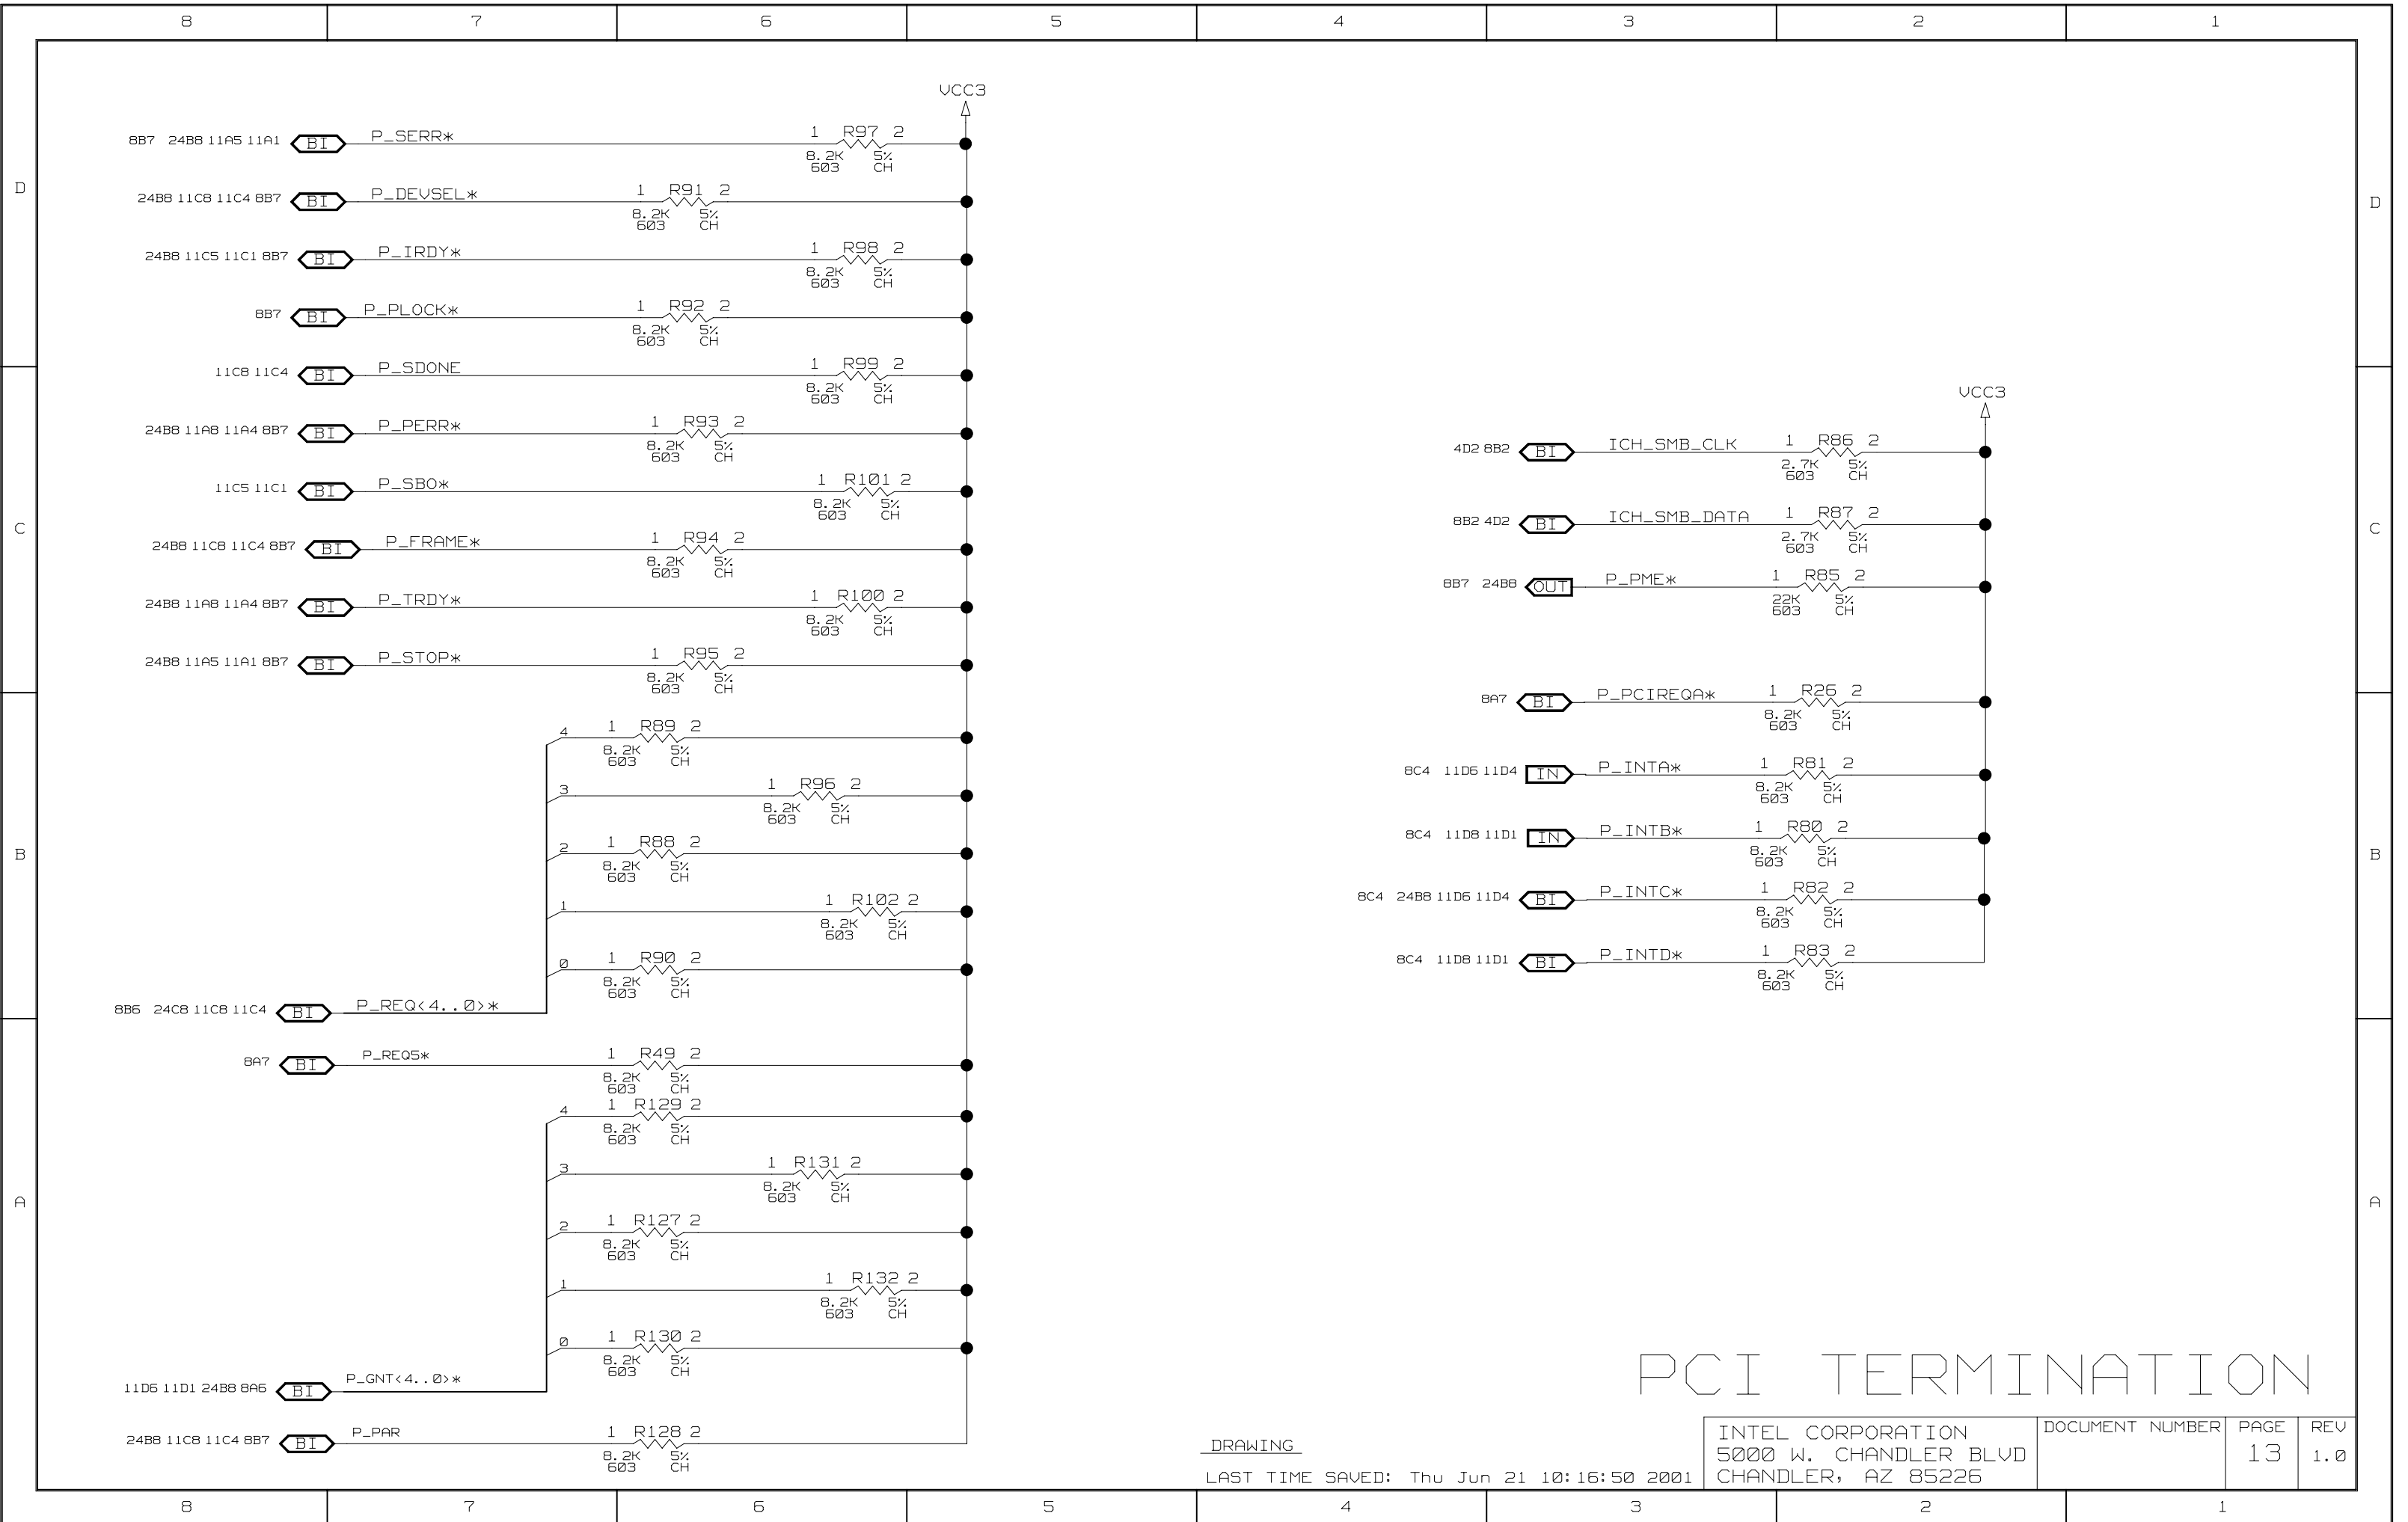 8 7 6 5 4 3 2 1
VCC3
8B7 24B8 11A5 11A1 BI P_SERR* 1 R97 2
8.2K 5%
603 CH
D D
24B8 11C8 11C4 8B7 BI P_DEVSEL* 1 R91 2
8.2K 5%
603 CH
24B8 11C5 11C1 8B7 BI P_IRDY* 1 R98 2
8.2K 5%
603 CH
8B7 BI P_PLOCK* 1 R92 2
8.2K 5%
603 CH
11C8 11C4 BI P_SDONE 1 R99 2
8.2K 5%
603 CH
24B8 11A8 11A4 8B7 BI P_PERR* 1 R93 2
8.2K 5%
603 CH
11C5 11C1 BI P_SBO* 1 R101 2
8.2K 5%
603 CH
C C
24B8 11C8 11C4 8B7 BI P_FRAME* 1 R94 2
8.2K 5%
603 CH
24B8 11A8 11A4 8B7 BI P_TRDY* 1 R100 2
8.2K 5%
603 CH
24B8 11A5 11A1 8B7 BI P_STOP* 1 R95 2
8.2K 5%
603 CH
4 1 R89 2
8.2K 5%
603 CH
3 1 R96 2
8.2K 5%
603 CH
2 1 R88 2
8.2K 5%
603 CH
B B
1 1 R102 2
8.2K 5%
603 CH
0 1 R90 2
8.2K 5%
603 CH
8B6 24C8 11C8 11C4 BI P_REQ<4..0>*
8A7 BI P_REQ5* 1 R49 2
8.2K 5%
603 CH
4 1 R129 2
8.2K 5%
603 CH
3 1 R131 2
8.2K 5%
603 CH
A A
2 1 R127 2
8.2K 5%
603 CH
1 1 R132 2
8.2K 5%
603 CH
0 1 R130 2
8.2K 5%
603 CH
11D6 11D1 24B8 8A6 BI P_GNT<4..0>*
24B8 11C8 11C4 8B7 BI P_PAR 1 R128 2
8.2K 5%
603 CH
VCC3
4D2 8B2 BI ICH_SMB_CLK 1 R86 2
2.7K 5%
603 CH
8B2 4D2 BI ICH_SMB_DATA 1 R87 2
2.7K 5%
603 CH
8B7 24B8 OUT P_PME* 1 R85 2
22K 5%
603 CH
8A7 BI P_PCIREQA* 1 R26 2
8.2K 5%
603 CH
8C4 11D6 11D4 IN P_INTA* 1 R81 2
8.2K 5%
603 CH
8C4 11D8 11D1 IN P_INTB* 1 R80 2
8.2K 5%
603 CH
8C4 24B8 11D6 11D4 BI P_INTC* 1 R82 2
8.2K 5%
603 CH
8C4 11D8 11D1 BI P_INTD* 1 R83 2
8.2K 5%
603 CH
PCI TERMINATION
DRAWING
LAST TIME SAVED: Thu Jun 21 10:16:50 2001
INTEL CORPORATION
5000 W. CHANDLER BLVD
CHANDLER, AZ 85226
DOCUMENT NUMBER
PAGE
13
REV
1.0
8 7 6 5 4 3 2 1